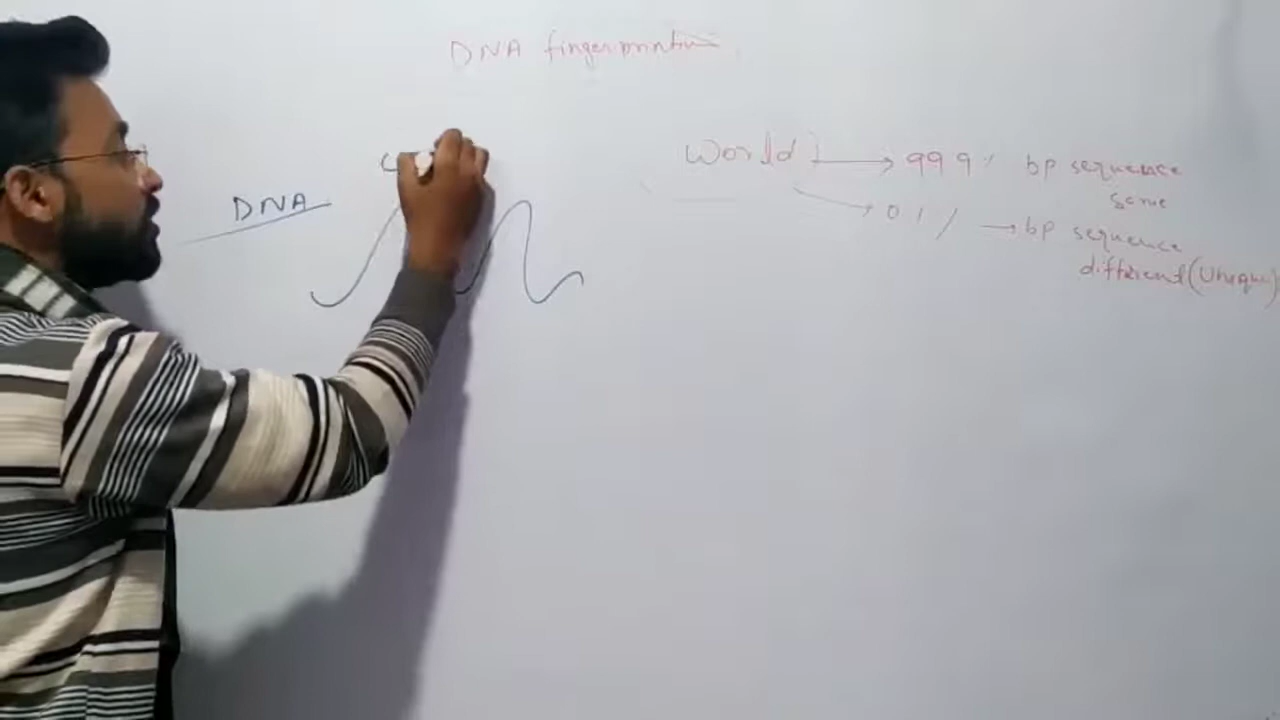 DNA fingerprinting
World → 99 9 % bp sequence
same
DNA
→ 0 1 % → bp sequence
different (Unique)